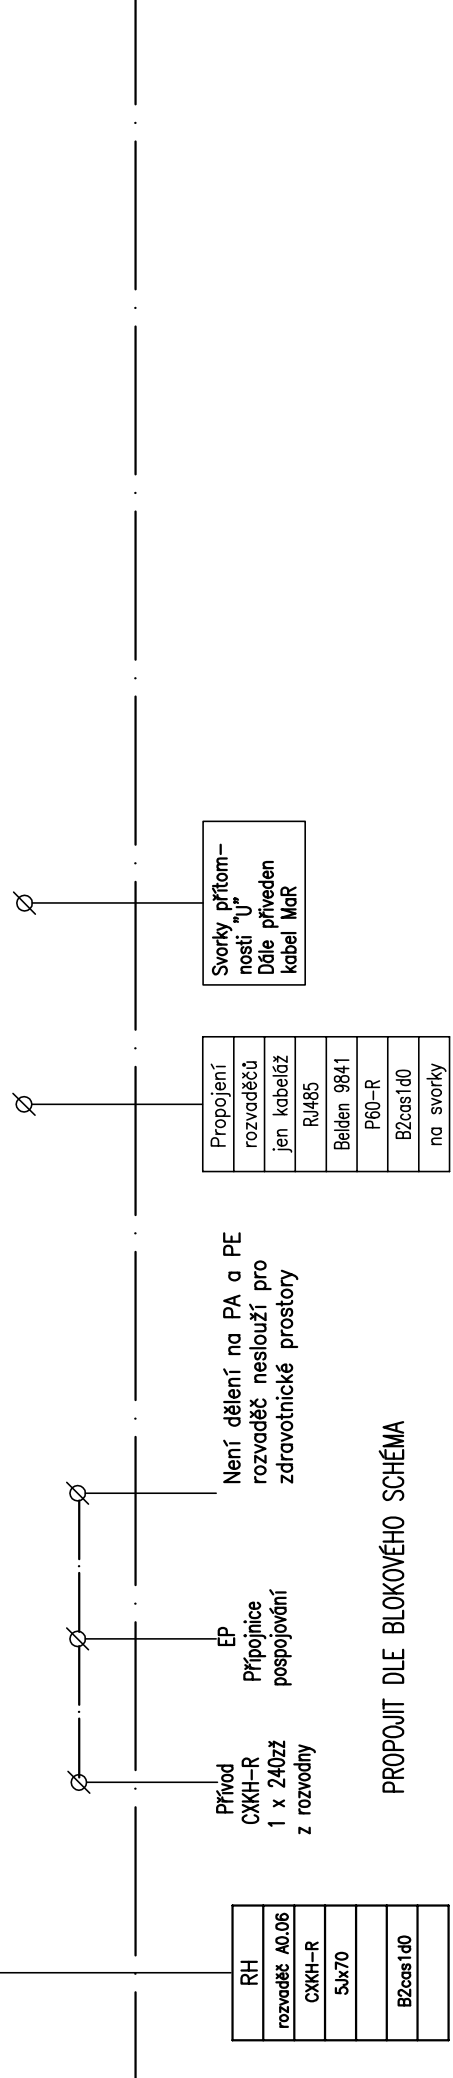 RH
rozvaděč A0.06
CXKH-R
5Jx70
B2cas1d0
Přívod
CXKH-R
1 x 240zž
z rozvodny
EP
Přípojnice
pospojování
Není dělení na PA a PE
rozvaděč neslouží pro
zdravotnické prostory
PROPOJIT DLE BLOKOVÉHO SCHÉMA
Propojení
rozvaděčů
jen kabeláž
RJ485
Belden 9841
P60-R
B2cas1d0
na svorky
Svorky přítom-
nosti "U"
Dále přiveden
kabel MaR